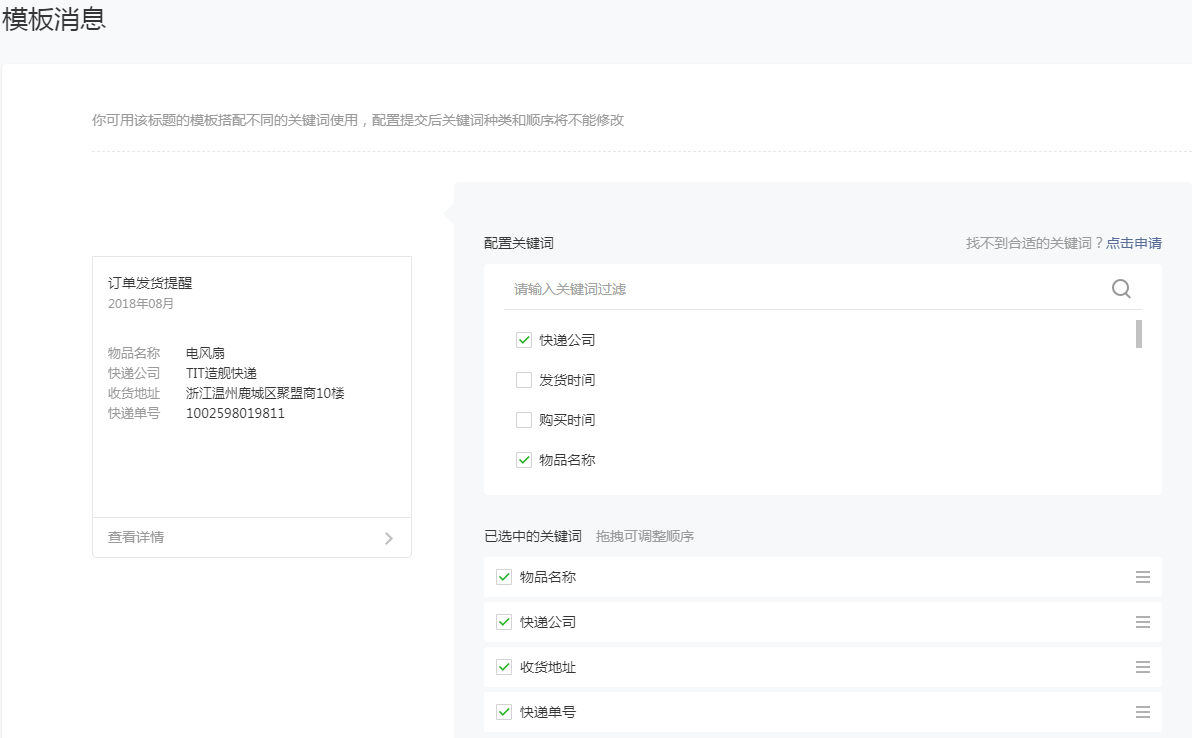 模板消息
你可用该标题的模板搭配不同的关键词使用，配置提交后关键词种类和顺序将不能修改
订单发货提醒
2018年08月
物品名称 电风扇
快递公司 TIT造舰快递
收货地址 浙江温州鹿城区聚盟商10楼
快递单号 1002598019811
查看详情
配置关键词 找不到合适的关键词？点击申请
请输入关键词过滤
快递公司
发货时间
购买时间
物品名称
已选中的关键词 拖拽可调整顺序
物品名称
快递公司
收货地址
快递单号